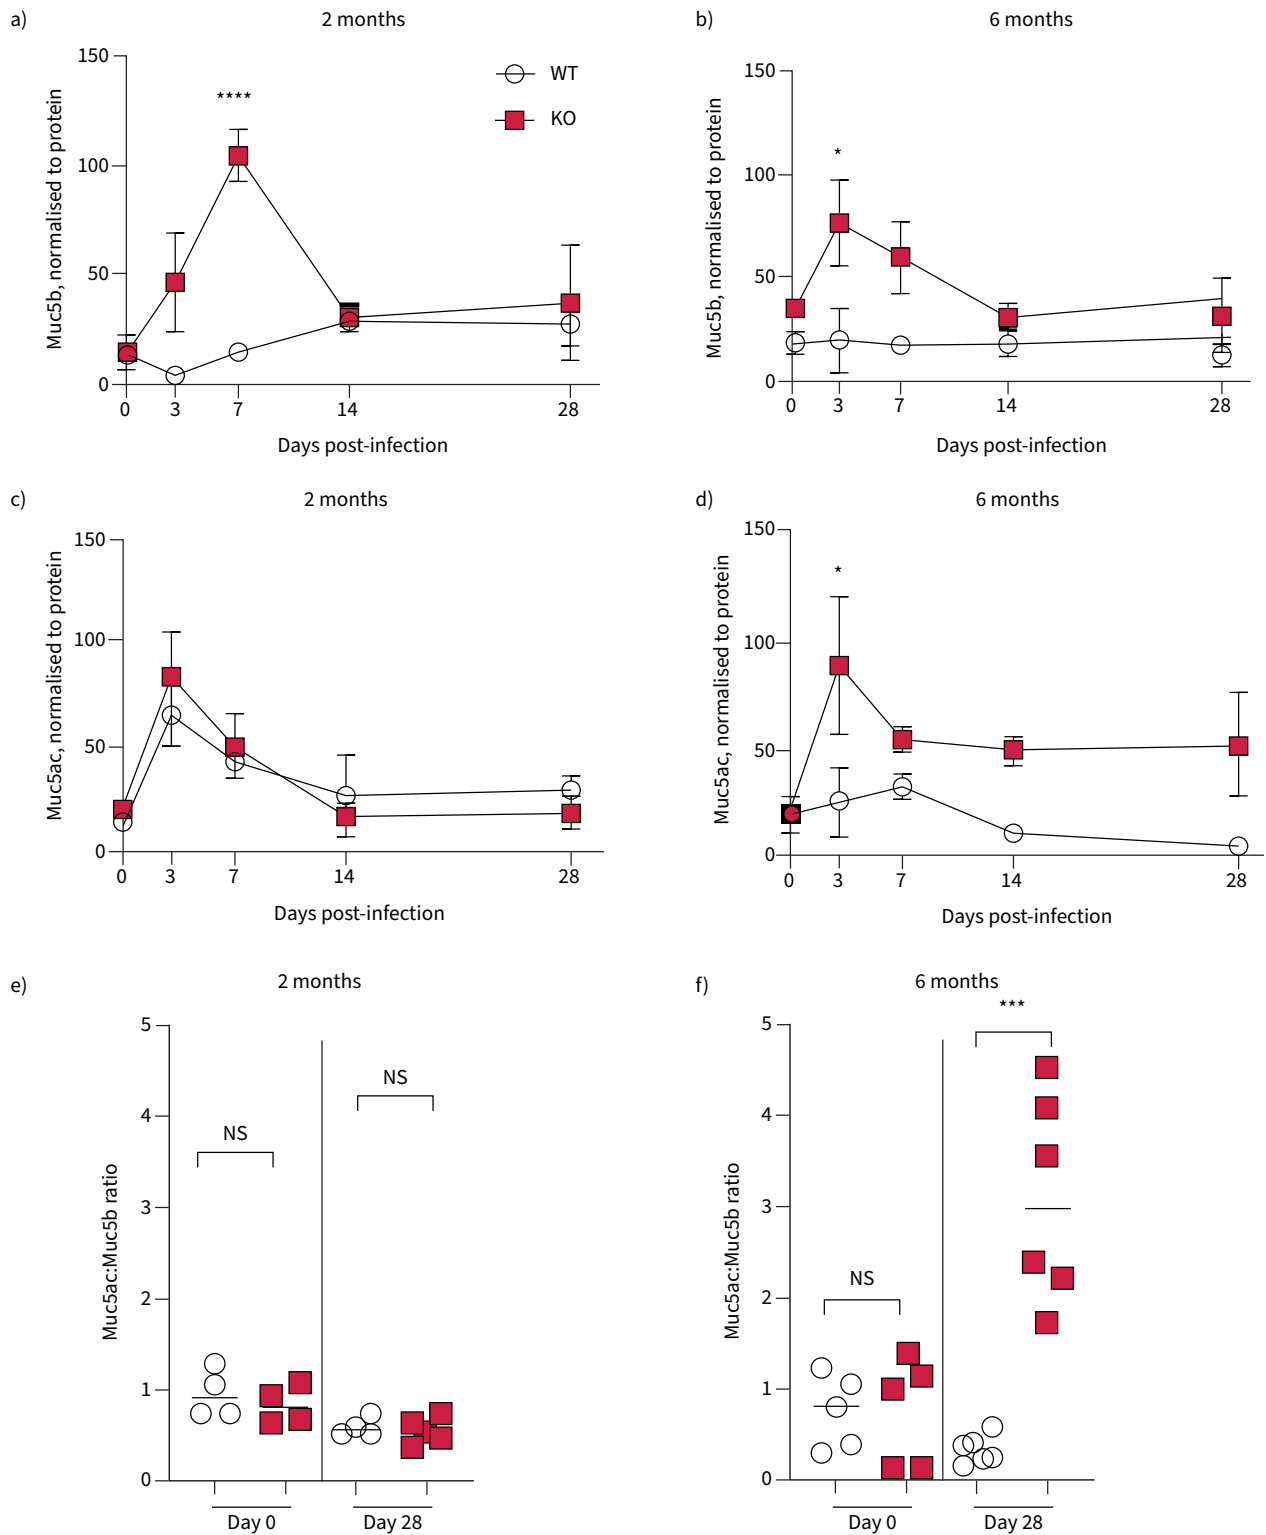 a)
2 months
150
100
50
0
Muc5b, normalised to protein
****
WT
KO
0 3 7 14 28
Days post-infection
b)
6 months
150
100
50
0
Muc5b, normalised to protein
*
0 3 7 14 28
Days post-infection
c)
2 months
150
100
50
0
Muc5ac, normalised to protein
0 3 7 14 28
Days post-infection
d)
6 months
150
100
50
0
Muc5ac, normalised to protein
*
0 3 7 14 28
Days post-infection
e)
2 months
5
4
3
2
1
0
Muc5ac:Muc5b ratio
NS
NS
Day 0 Day 28
f)
6 months
***
5
4
3
2
1
0
Muc5ac:Muc5b ratio
NS
Day 0 Day 28